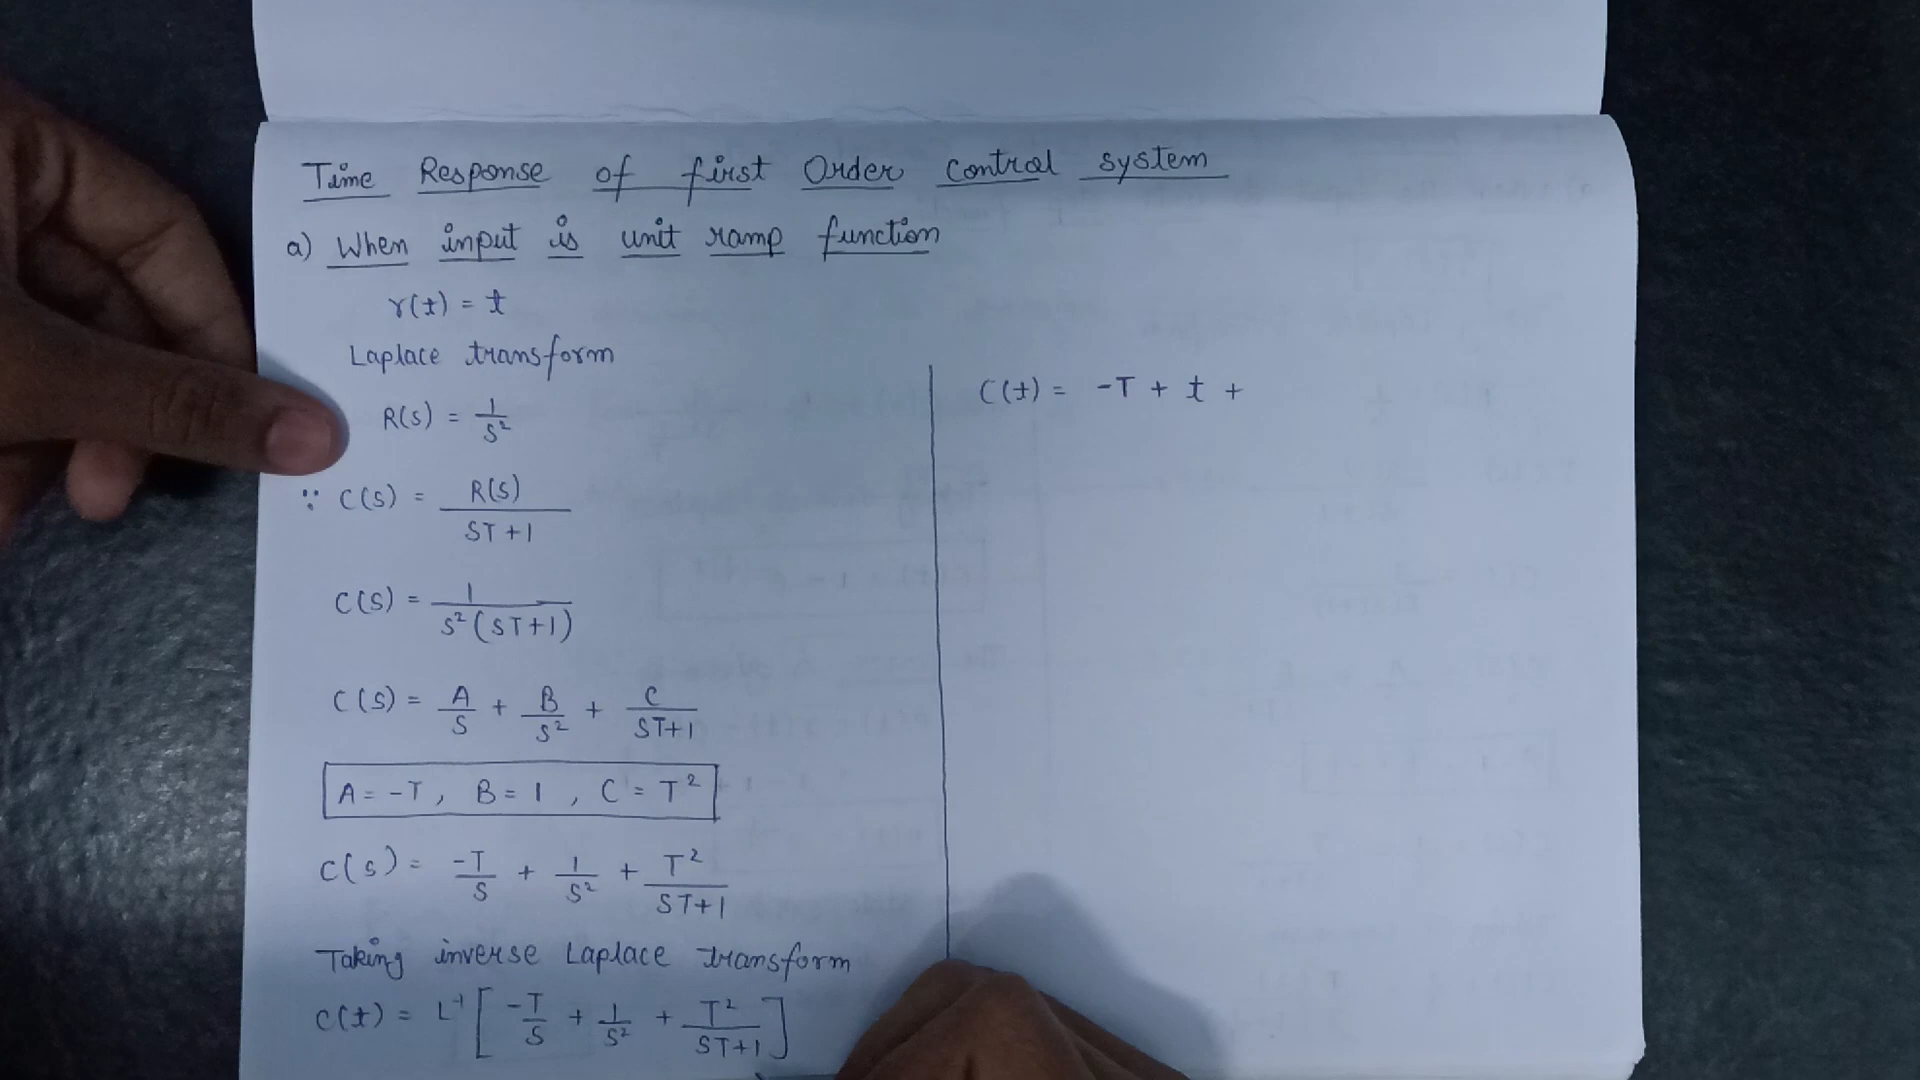 Time Response of first Order control system
a) When input is unit ramp function
r(t) = t
Laplace transform
R(s) = 1/s²
∵ C(s) = R(s)/(ST+1)
C(s) = 1/(s²(ST+1))
C(s) = A/S + B/S² + C/(ST+1)
A = -T, B = 1, C = T²
C(s) = -T/S + 1/S² + T²/(ST+1)
Taking inverse Laplace transform
C(t) = L⁻¹[-T/S + 1/S² + T²/(ST+1)]
C(t) = -T + t +